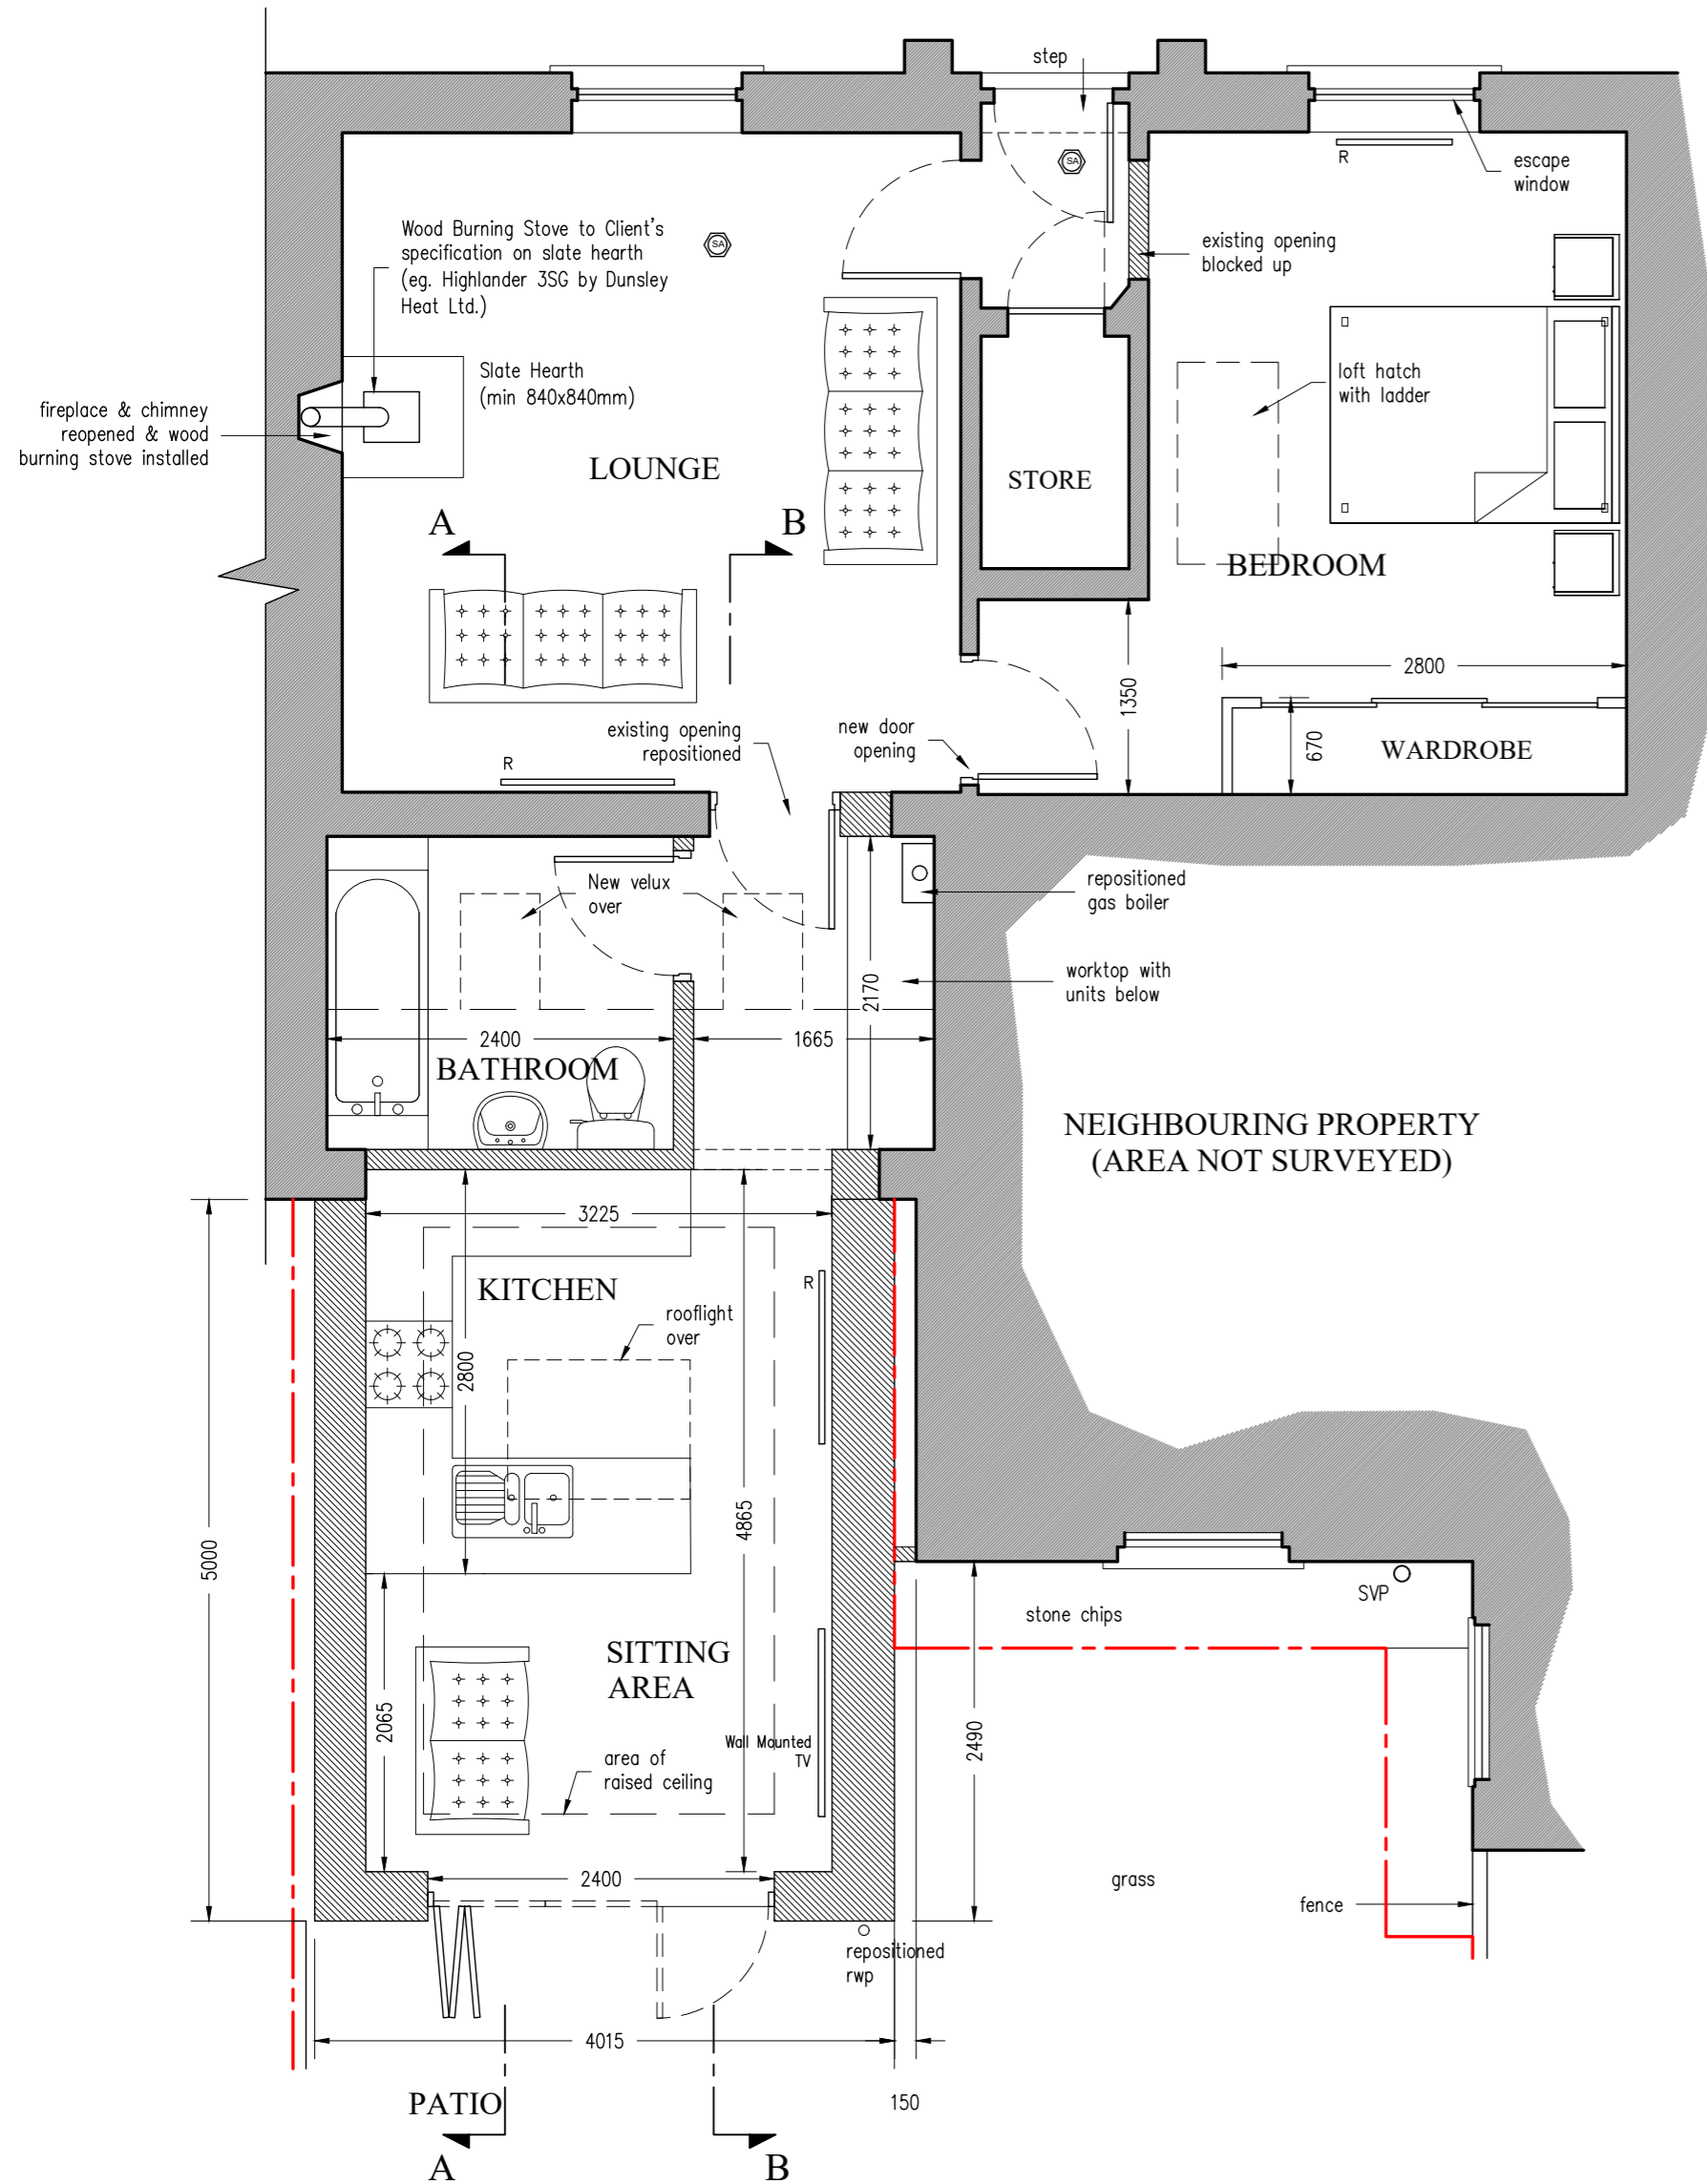 step
SA
SA
R
escape
window
Wood Burning Stove to Client's
specification on slate hearth
(eg. Highlander 3SG by Dunsley
Heat Ltd.)
existing opening
blocked up
Slate Hearth
(min 840x840mm)
loft hatch
with ladder
fireplace & chimney
reopened & wood
burning stove installed
LOUNGE
STORE
A
B
BEDROOM
2800
1350
existing opening
repositioned
new door
opening
670
WARDROBE
R
New velux
over
repositioned
gas boiler
worktop with
units below
2170
2400
1665
BATHROOM
NEIGHBOURING PROPERTY
(AREA NOT SURVEYED)
3225
KITCHEN
R
rooflight
over
2800
4865
5000
SVP
stone chips
SITTING
AREA
2065
2490
Wall Mounted
TV
area of
raised ceiling
2400
grass
fence
repositioned
rwp
4015
150
PATIO
A
B